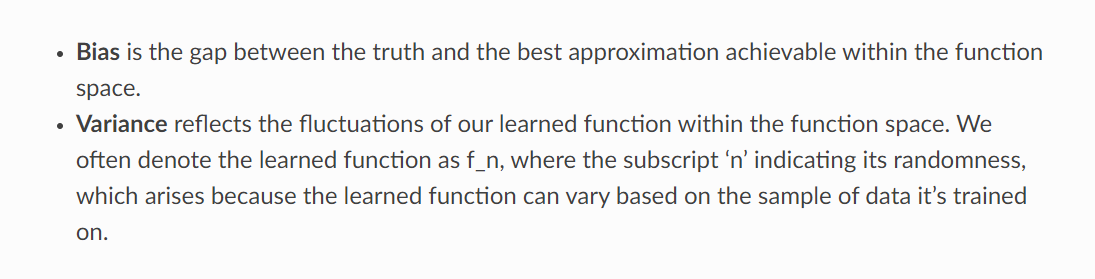 • Bias is the gap between the truth and the best approximation achievable within the function
space.
• Variance reflects the fluctuations of our learned function within the function space. We
often denote the learned function as f_n, where the subscript ‘n’ indicating its randomness,
which arises because the learned function can vary based on the sample of data it’s trained
on.